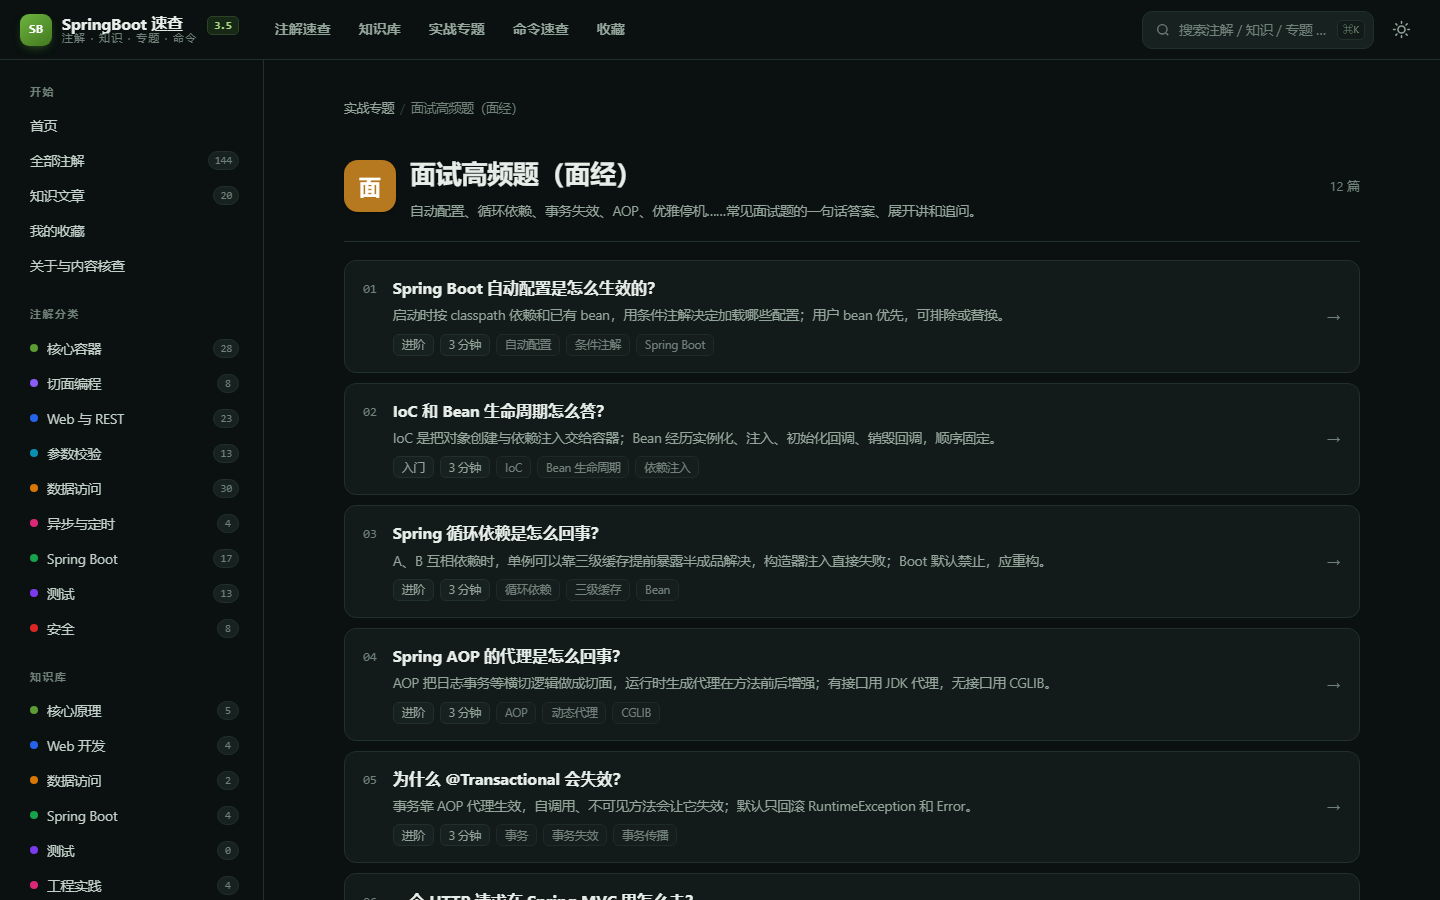 SB
SpringBoot 速查
3.5
注解 · 知识 · 专题 · 命令
注解速查
知识库
实战专题
命令速查
收藏
搜索注解 / 知识 / 专题 ...
⌘K
开始
首页
全部注解 144
知识文章 20
我的收藏
关于与内容核查
注解分类
核心容器 28
切面编程 8
Web 与 REST 23
参数校验 13
数据访问 30
异步与定时 4
Spring Boot 17
测试 13
安全 8
知识库
核心原理 5
Web 开发 4
数据访问 2
Spring Boot 4
测试 0
工程实践 4
实战专题 / 面试高频题（面经）
面
面试高频题（面经）
自动配置、循环依赖、事务失效、AOP、优雅停机……常见面试题的一句话答案、展开讲和追问。
12 篇
01 Spring Boot 自动配置是怎么生效的？
启动时按 classpath 依赖和已有 bean，用条件注解决定加载哪些配置；用户 bean 优先，可排除或替换。
进阶 3 分钟 自动配置 条件注解 Spring Boot
→
02 IoC 和 Bean 生命周期怎么答？
IoC 是把对象创建与依赖注入交给容器；Bean 经历实例化、注入、初始化回调、销毁回调，顺序固定。
入门 3 分钟 IoC Bean 生命周期 依赖注入
→
03 Spring 循环依赖是怎么回事？
A、B 互相依赖时，单例可以靠三级缓存提前暴露半成品解决，构造器注入直接失败；Boot 默认禁止，应重构。
进阶 3 分钟 循环依赖 三级缓存 Bean
→
04 Spring AOP 的代理是怎么回事？
AOP 把日志事务等横切逻辑做成切面，运行时生成代理在方法前后增强；有接口用 JDK 代理，无接口用 CGLIB。
进阶 3 分钟 AOP 动态代理 CGLIB
→
05 为什么 @Transactional 会失效？
事务靠 AOP 代理生效，自调用、不可见方法会让它失效；默认只回滚 RuntimeException 和 Error。
进阶 3 分钟 事务 事务失效 事务传播
→
06 一个 HTTP 请求在 Spring MVC 里怎么走？